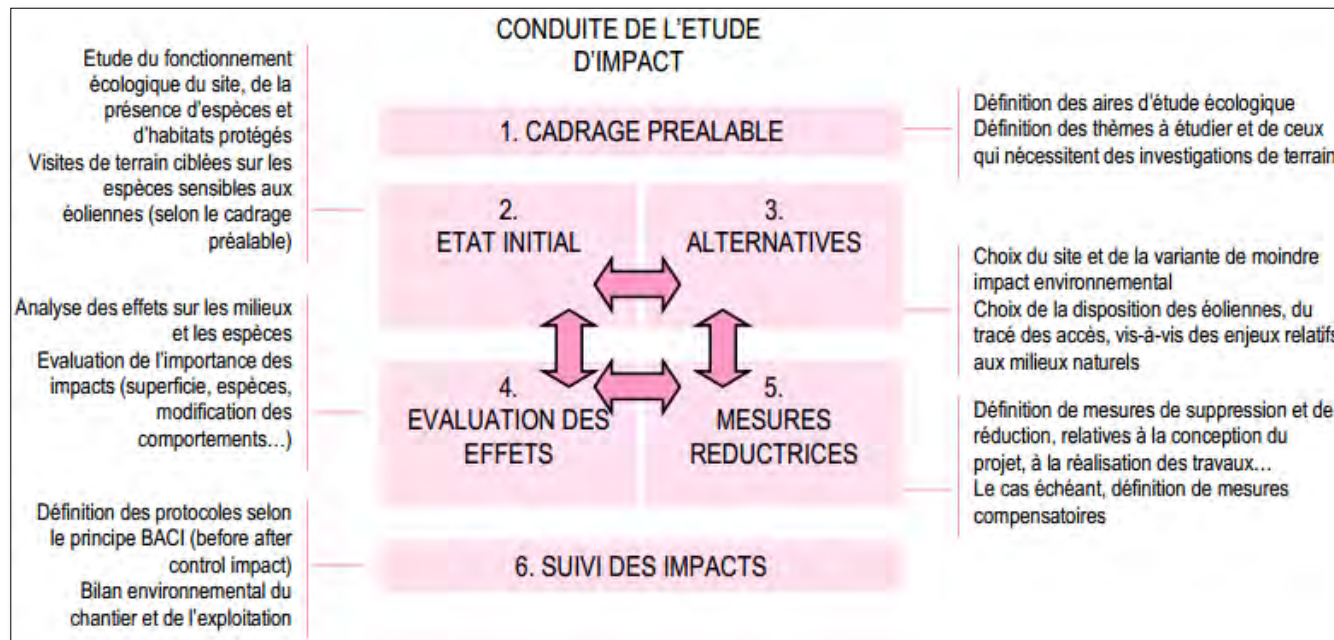 CONDUITE DE L'ETUDE
D'IMPACT
Etude du fonctionnement
écologique du site, de la
présence d'espèces et
d'habitats protégés
Visites de terrain ciblées sur les
espèces sensibles aux
éoliennes (selon le cadrage
préalable)
1. CADRAGE PREALABLE
Définition des aires d'étude écologique
Définition des thèmes à étudier et de ceux
qui nécessitent des investigations de terrain
2.
ETAT INITIAL
3.
ALTERNATIVES
Choix du site et de la variante de moindre
impact environnemental
Choix de la disposition des éoliennes, du
tracé des accès, vis-à-vis des enjeux relatifs
aux milieux naturels
Analyse des effets sur les milieux
et les espèces
Evaluation de l'importance des
impacts (superficie, espèces,
modification des
comportements…)
4.
EVALUATION DES
EFFETS
5.
MESURES
REDUCTRICES
Définition de mesures de suppression et de
réduction, relatives à la conception du
projet, à la réalisation des travaux…
Le cas échéant, définition de mesures
compensatoires
Définition des protocoles selon
le principe BACI (before after
control impact)
Bilan environnemental du
chantier et de l'exploitation
6. SUIVI DES IMPACTS